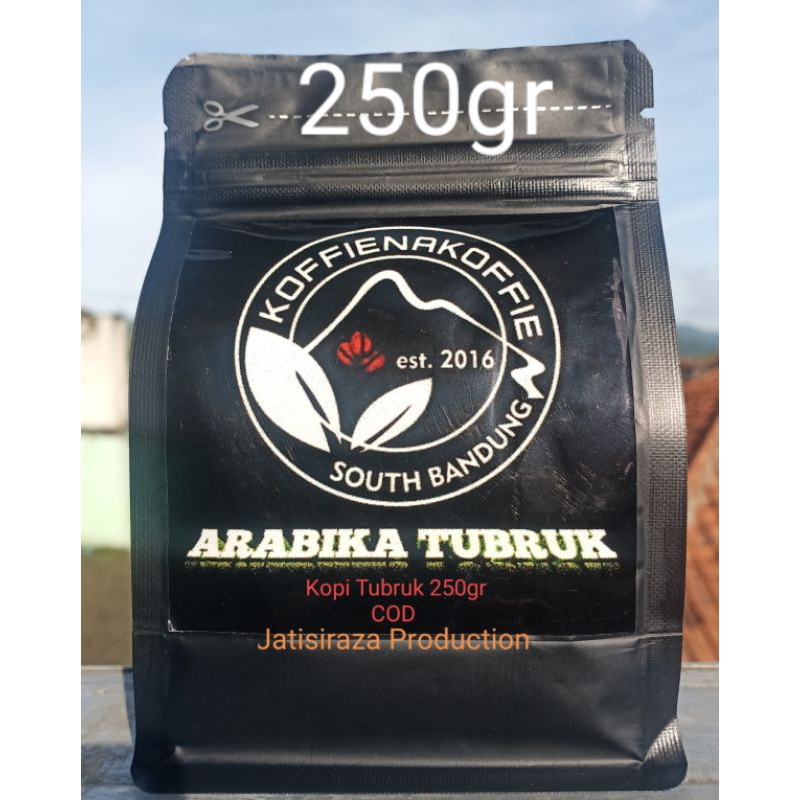 250gr
KOFFIENAKOFFIE
est. 2016
SOUTH BANDUNG
ARABIKA TUBRUK
Kopi Tubruk 250gr
COD
Jatisiraza Production